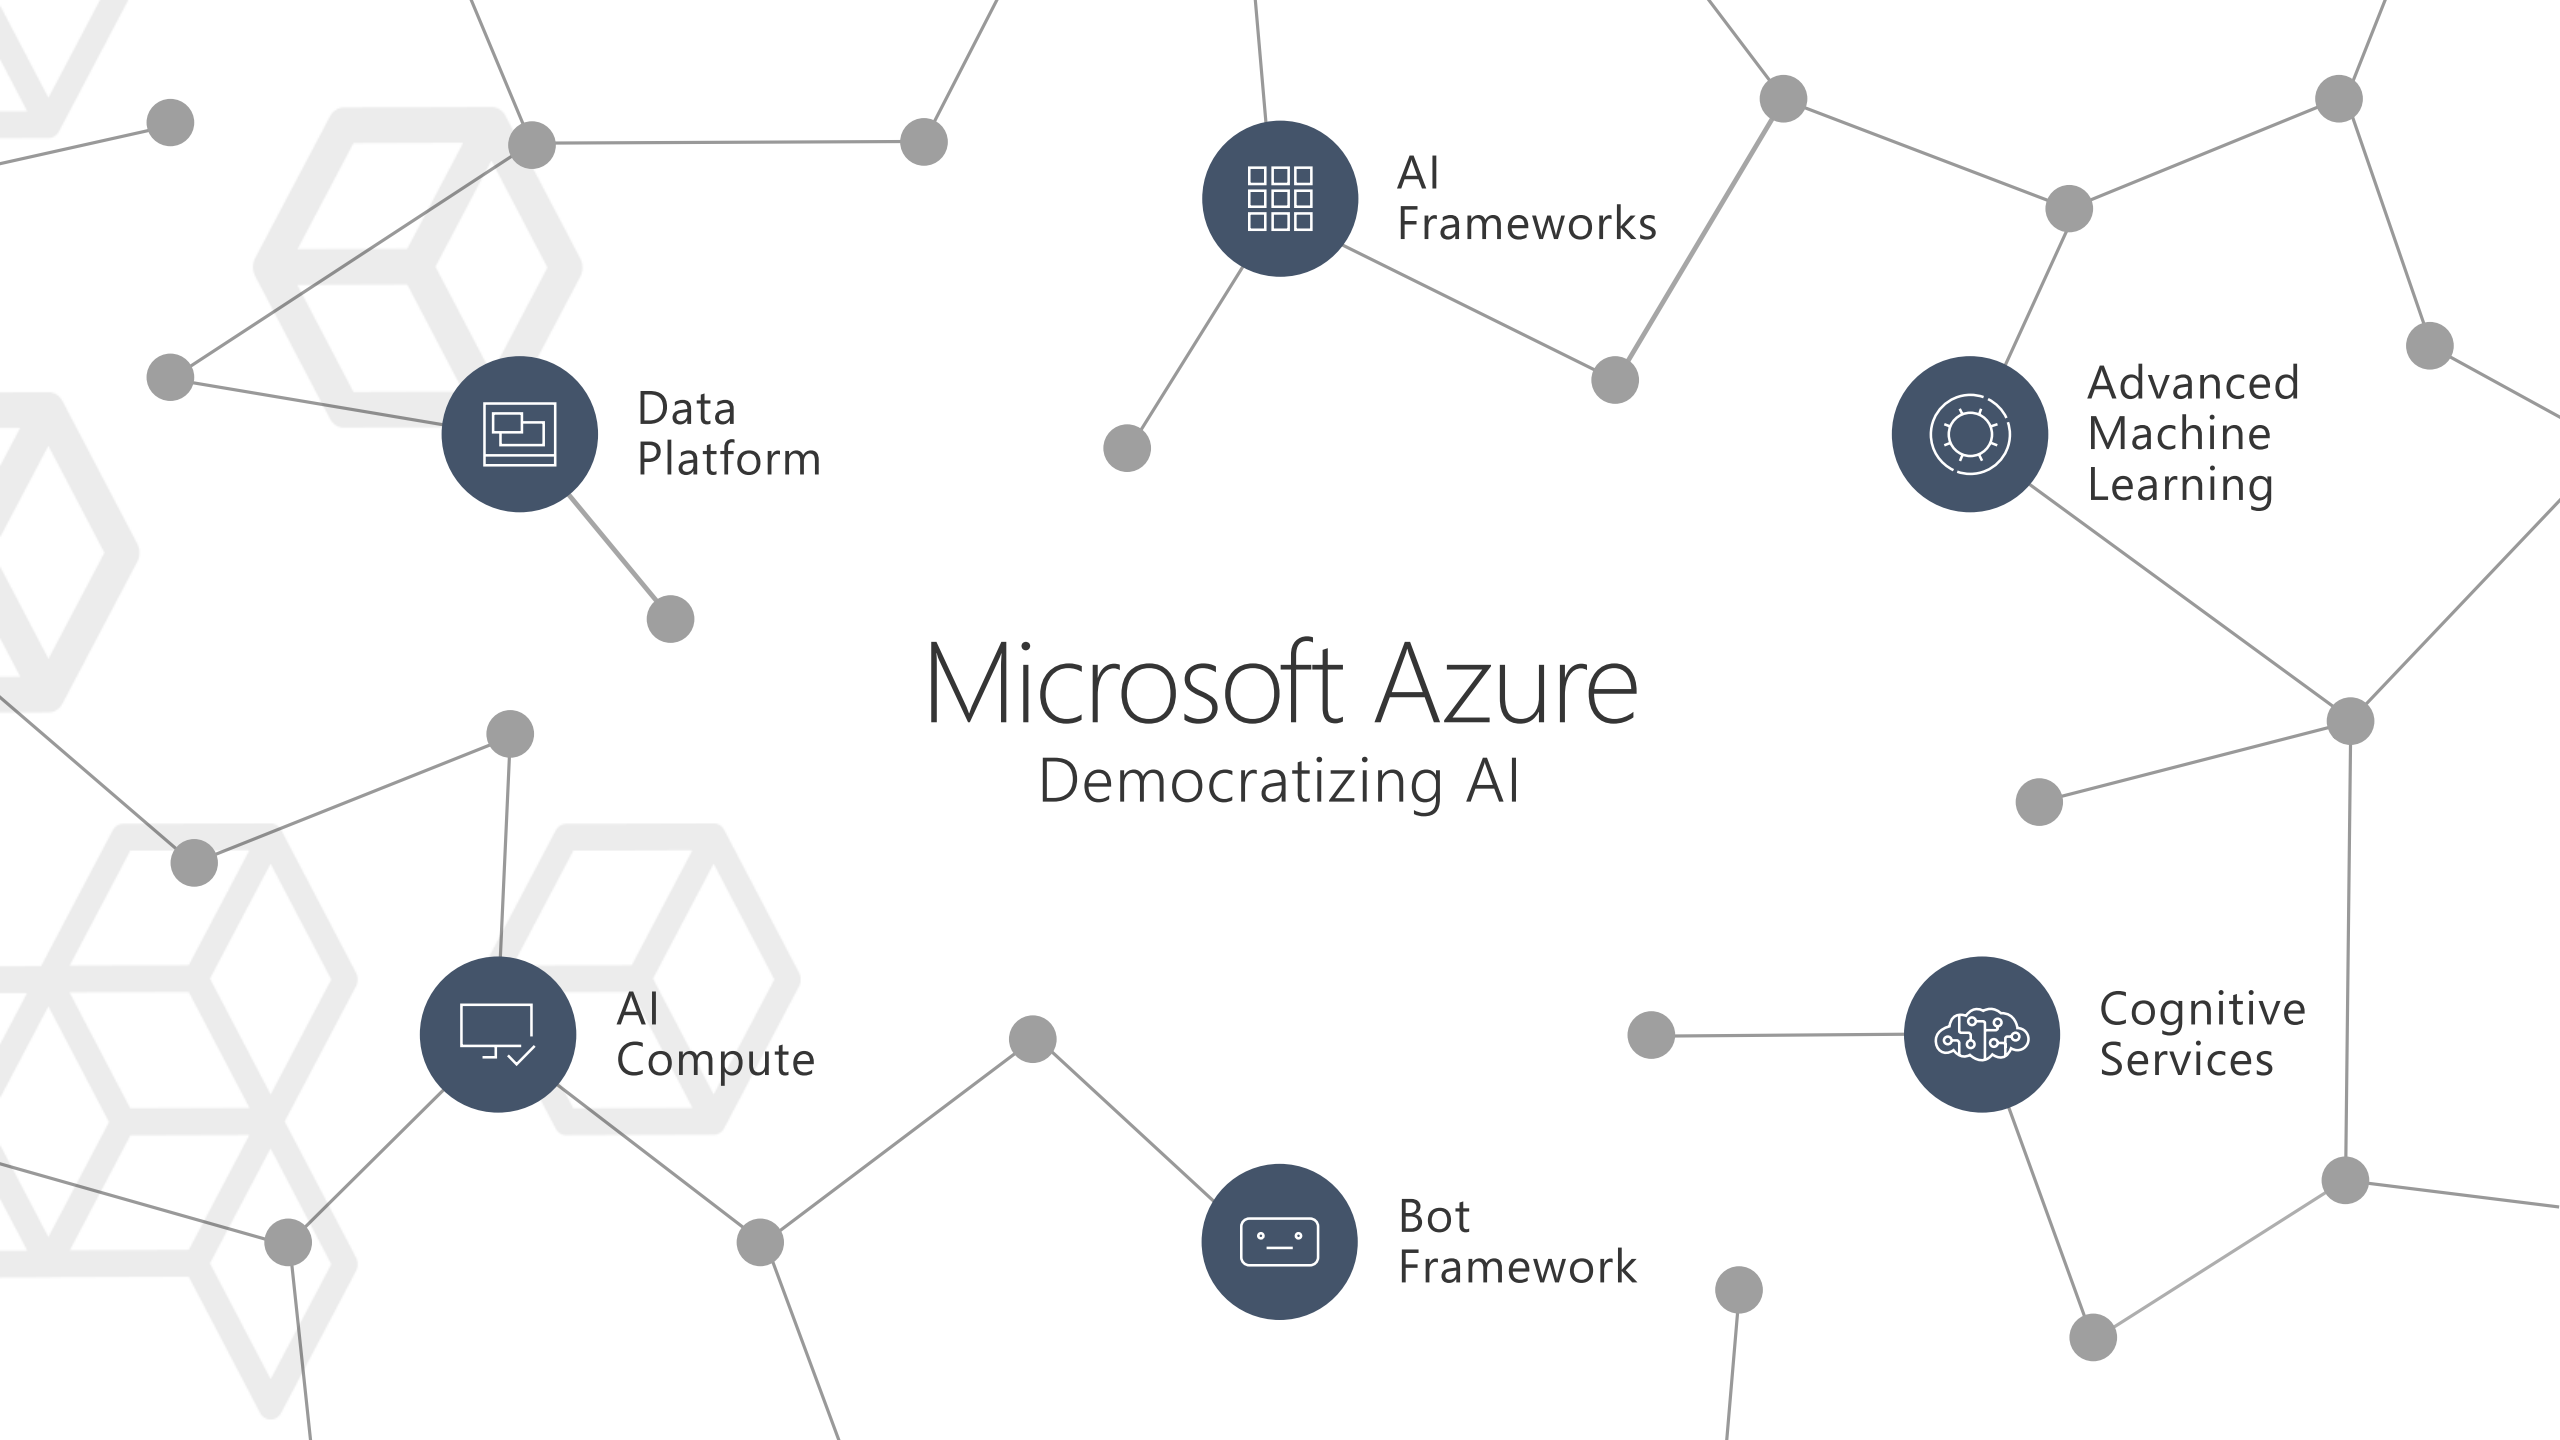 AI
Frameworks
Data
Platform
Advanced
Machine
Learning
Microsoft Azure
Democratizing AI
AI
Compute
Cognitive
Services
Bot
Framework